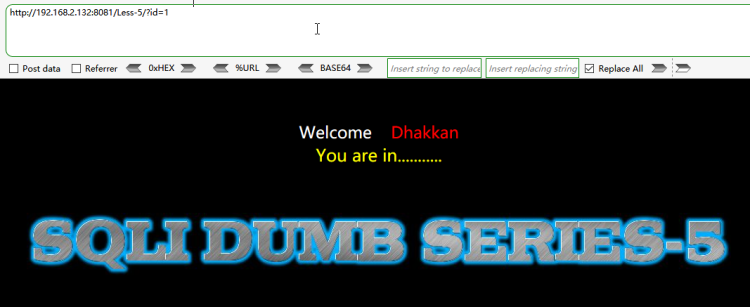 http://192.168.2.132:8081/Less-5/?id=1
Post data Referrer 0xHEX %URL BASE64 Insert string to replace Insert replacing string Replace All
Welcome Dhakkan
You are in...........
SQLI DUMB SERIES-5